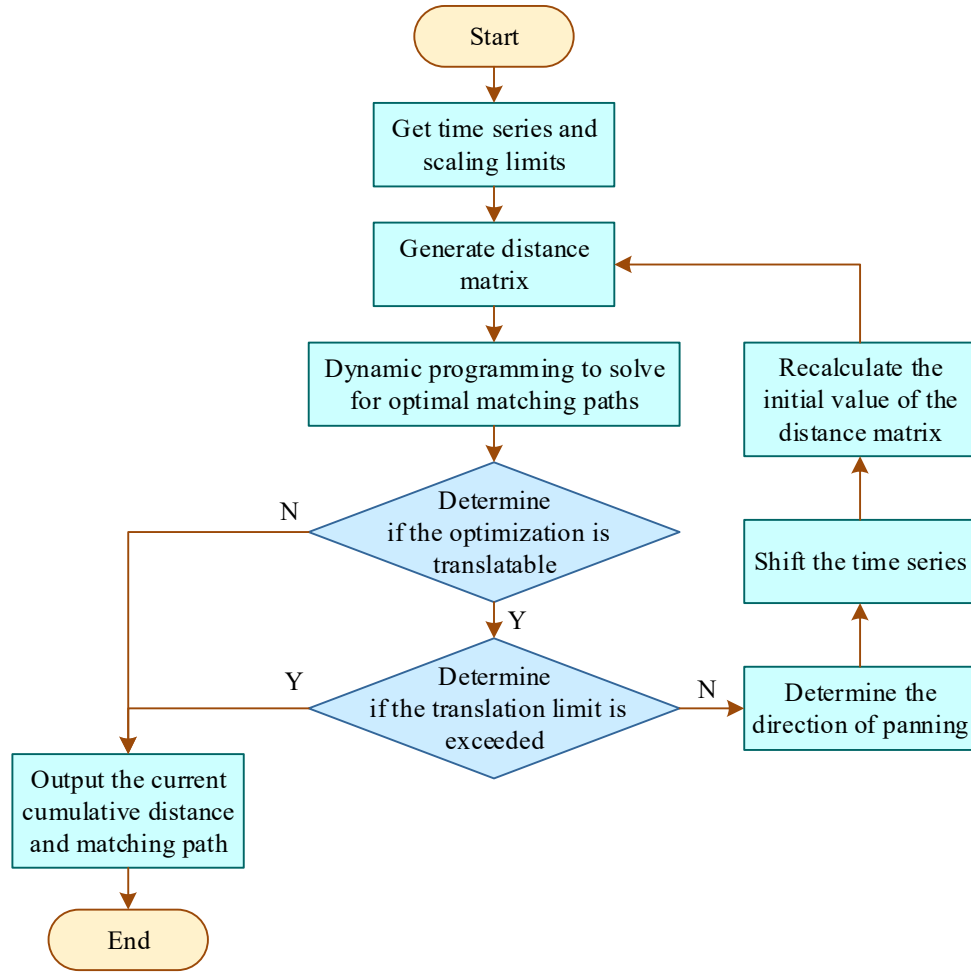 Start
Get time series and
scaling limits
Generate distance
matrix
Dynamic programming to solve
for optimal matching paths
Recalculate the
initial value of the
distance matrix
N
Determine
if the optimization is
translatable
Shift the time series
Y
Y
Determine
if the translation limit is
exceeded
N
Determine the
direction of panning
Output the current
cumulative distance
and matching path
End